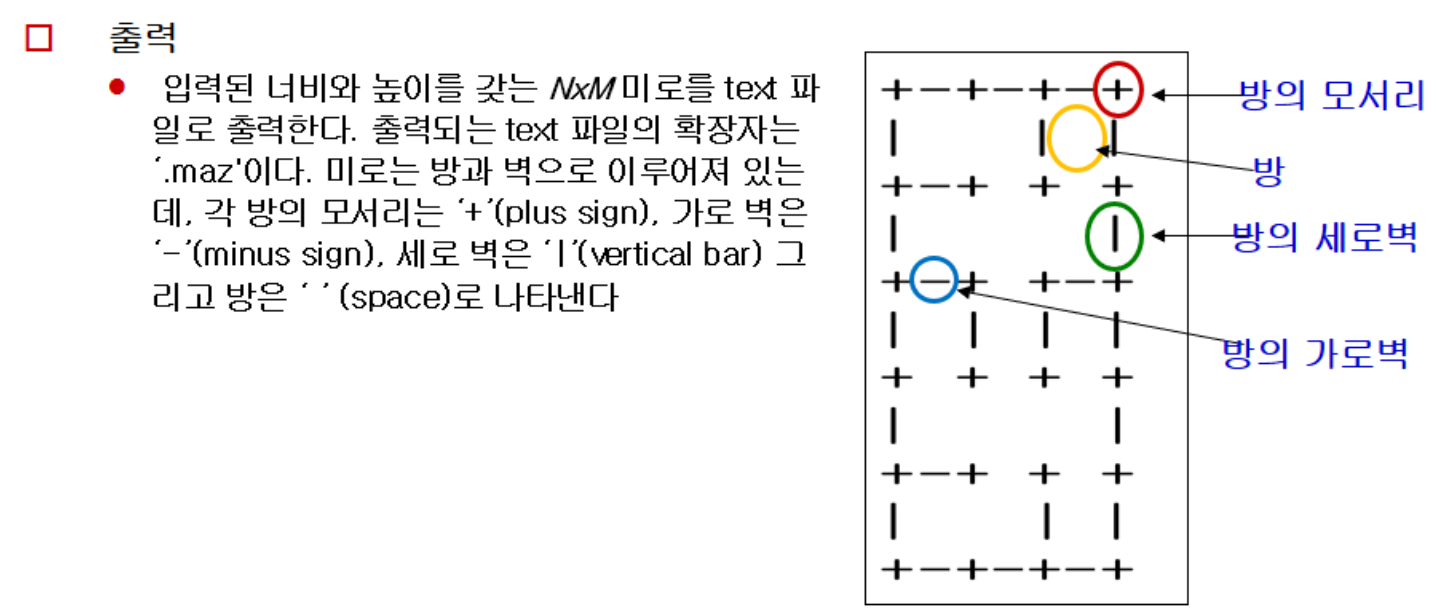 출력
입력된 너비와 높이를 갖는 NxM 미로를 text 파
일로 출력한다. 출력되는 text 파일의 확장자는
‘.maz'이다. 미로는 방과 벽으로 이루어져 있는
데, 각 방의 모서리는 ‘+’(plus sign), 가로 벽은
‘-’(minus sign), 세로 벽은 ‘|’(vertical bar) 그
리고 방은 ‘ ’ (space)로 나타낸다
+-+-+-+
|   | |
+-+ + +
|     |
+-+ +-+
| | | |
+ + + +
|     |
+-+ + +
|   | |
+-+-+-+
방의 모서리
방
방의 세로벽
방의 가로벽